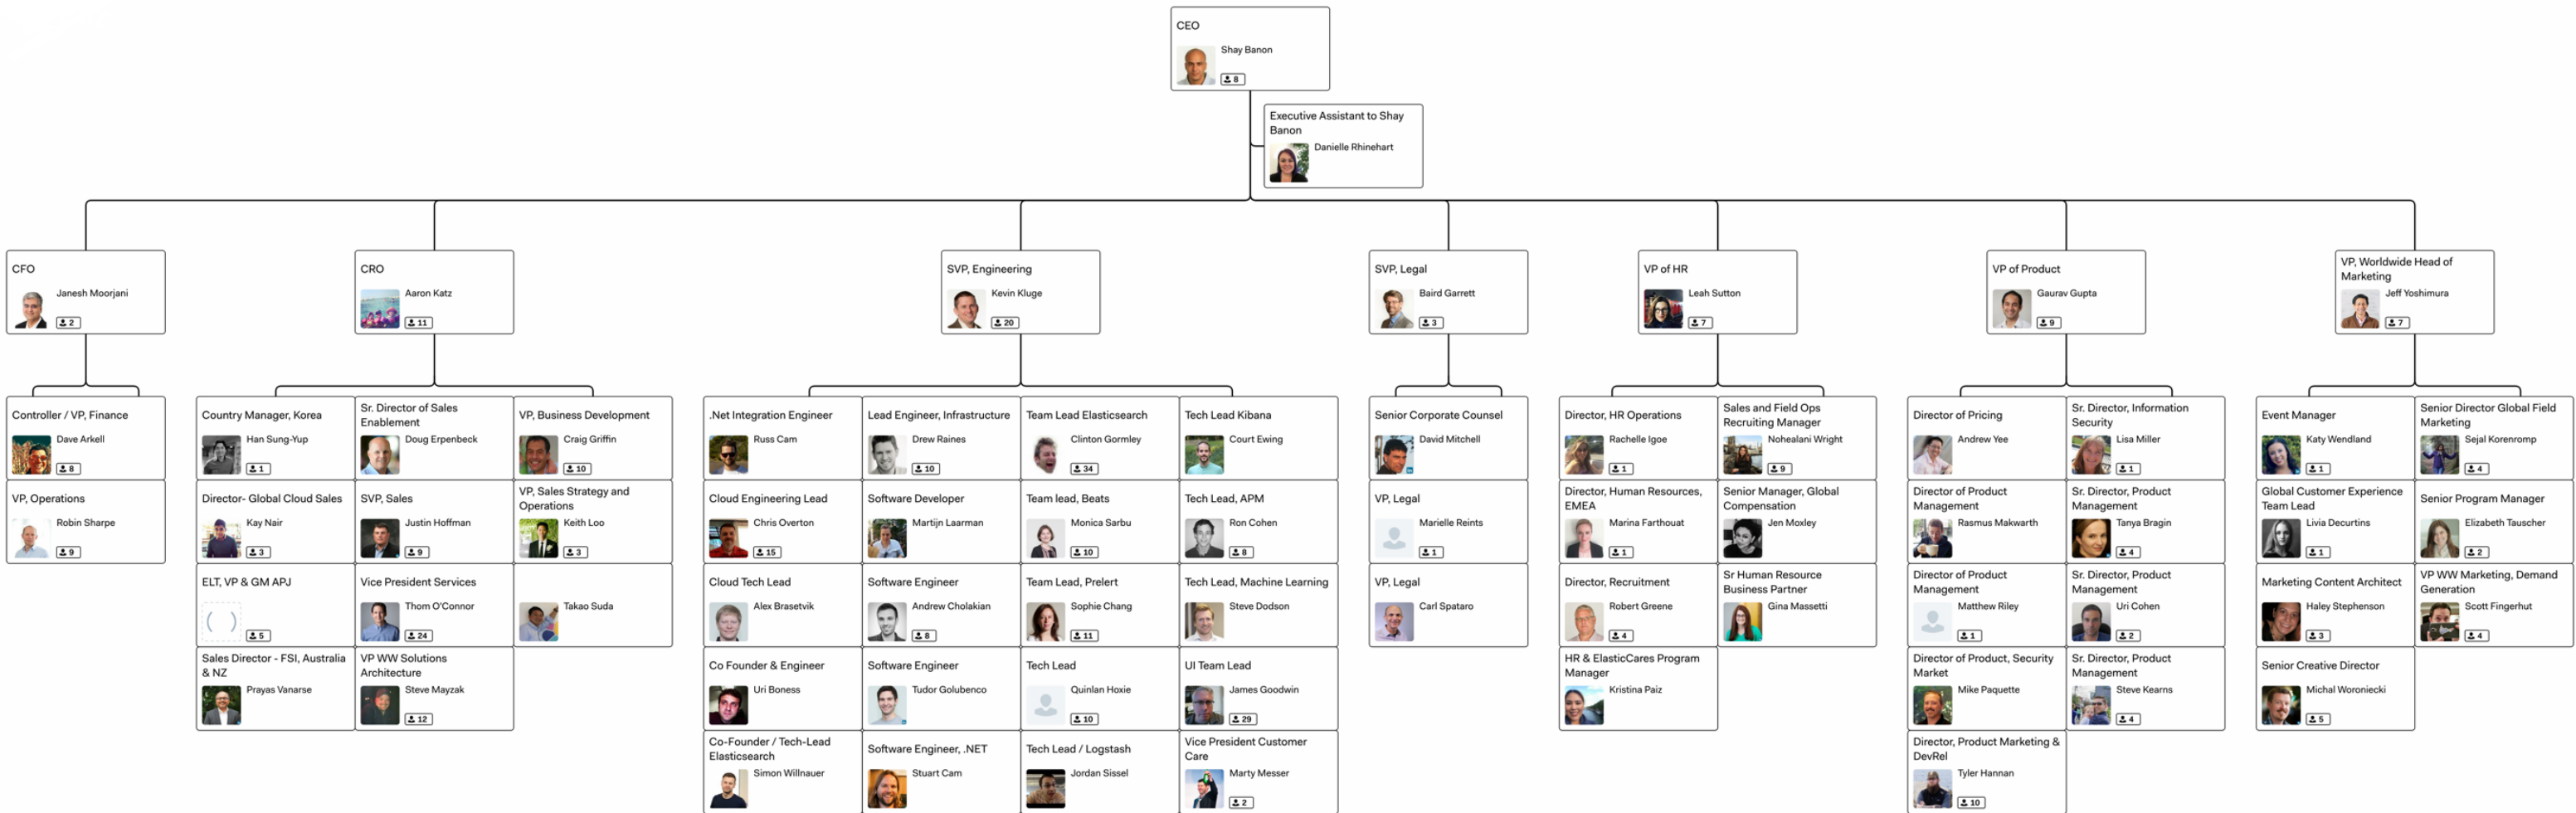 CEO
Shay Banon
8
Executive Assistant to Shay
Banon
Danielle Rhinehart
CFO
Janesh Moorjani
2
CRO
Aaron Katz
11
SVP, Engineering
Kevin Kluge
20
SVP, Legal
Baird Garrett
3
VP of HR
Leah Sutton
7
VP of Product
Gaurav Gupta
9
VP, Worldwide Head of
Marketing
Jeff Yoshimura
7
Controller / VP, Finance
Dave Arkell
8
VP, Operations
Robin Sharpe
9
Country Manager, Korea
Han Sung-Yup
1
Director- Global Cloud Sales
Kay Nair
3
ELT, VP & GM APJ
( )
5
Sales Director - FSI, Australia
& NZ
Prayas Vanarse
Sr. Director of Sales
Enablement
Doug Erpenbeck
SVP, Sales
Justin Hoffman
9
Vice President Services
Thom O'Connor
24
VP WW Solutions
Architecture
Steve Mayzak
12
VP, Business Development
Craig Griffin
10
VP, Sales Strategy and
Operations
Keith Loo
3
Takao Suda
.Net Integration Engineer
Russ Cam
Cloud Engineering Lead
Chris Overton
15
Cloud Tech Lead
Alex Brasetvik
Co Founder & Engineer
Uri Boness
Co-Founder / Tech-Lead
Elasticsearch
Simon Willnauer
Lead Engineer, Infrastructure
Drew Raines
10
Software Developer
Martijn Laarman
Software Engineer
Andrew Cholakian
8
Software Engineer
Tudor Golubenco
Software Engineer, .NET
Stuart Cam
Team Lead Elasticsearch
Clinton Gormley
34
Team lead, Beats
Monica Sarbu
10
Team Lead, Prelert
Sophie Chang
11
Tech Lead
Quinlan Hoxie
10
Tech Lead / Logstash
Jordan Sissel
Tech Lead Kibana
Court Ewing
Tech Lead, APM
Ron Cohen
8
Tech Lead, Machine Learning
Steve Dodson
UI Team Lead
James Goodwin
29
Vice President Customer
Care
Marty Messer
2
Senior Corporate Counsel
David Mitchell
VP, Legal
Marielle Reints
1
VP, Legal
Carl Spataro
Director, HR Operations
Rachelle Igoe
1
Director, Human Resources,
EMEA
Marina Farthouat
1
Director, Recruitment
Robert Greene
4
HR & ElasticCares Program
Manager
Kristina Paiz
Sales and Field Ops
Recruiting Manager
Nohealani Wright
9
Senior Manager, Global
Compensation
Jen Moxley
Sr Human Resource
Business Partner
Gina Massetti
Director of Pricing
Andrew Yee
Director of Product
Management
Rasmus Makwarth
Director of Product
Management
Matthew Riley
1
Director of Product, Security
Market
Mike Paquette
Director, Product Marketing &
DevRel
Tyler Hannan
10
Sr. Director, Information
Security
Lisa Miller
1
Sr. Director, Product
Management
Tanya Bragin
4
Sr. Director, Product
Management
Uri Cohen
2
Sr. Director, Product
Management
Steve Kearns
4
Event Manager
Katy Wendland
1
Global Customer Experience
Team Lead
Livia Decurtins
1
Marketing Content Architect
Haley Stephenson
3
Senior Creative Director
Michal Woroniecki
5
Senior Director Global Field
Marketing
Sejal Korenromp
4
Senior Program Manager
Elizabeth Tauscher
2
VP WW Marketing, Demand
Generation
Scott Fingerhut
4